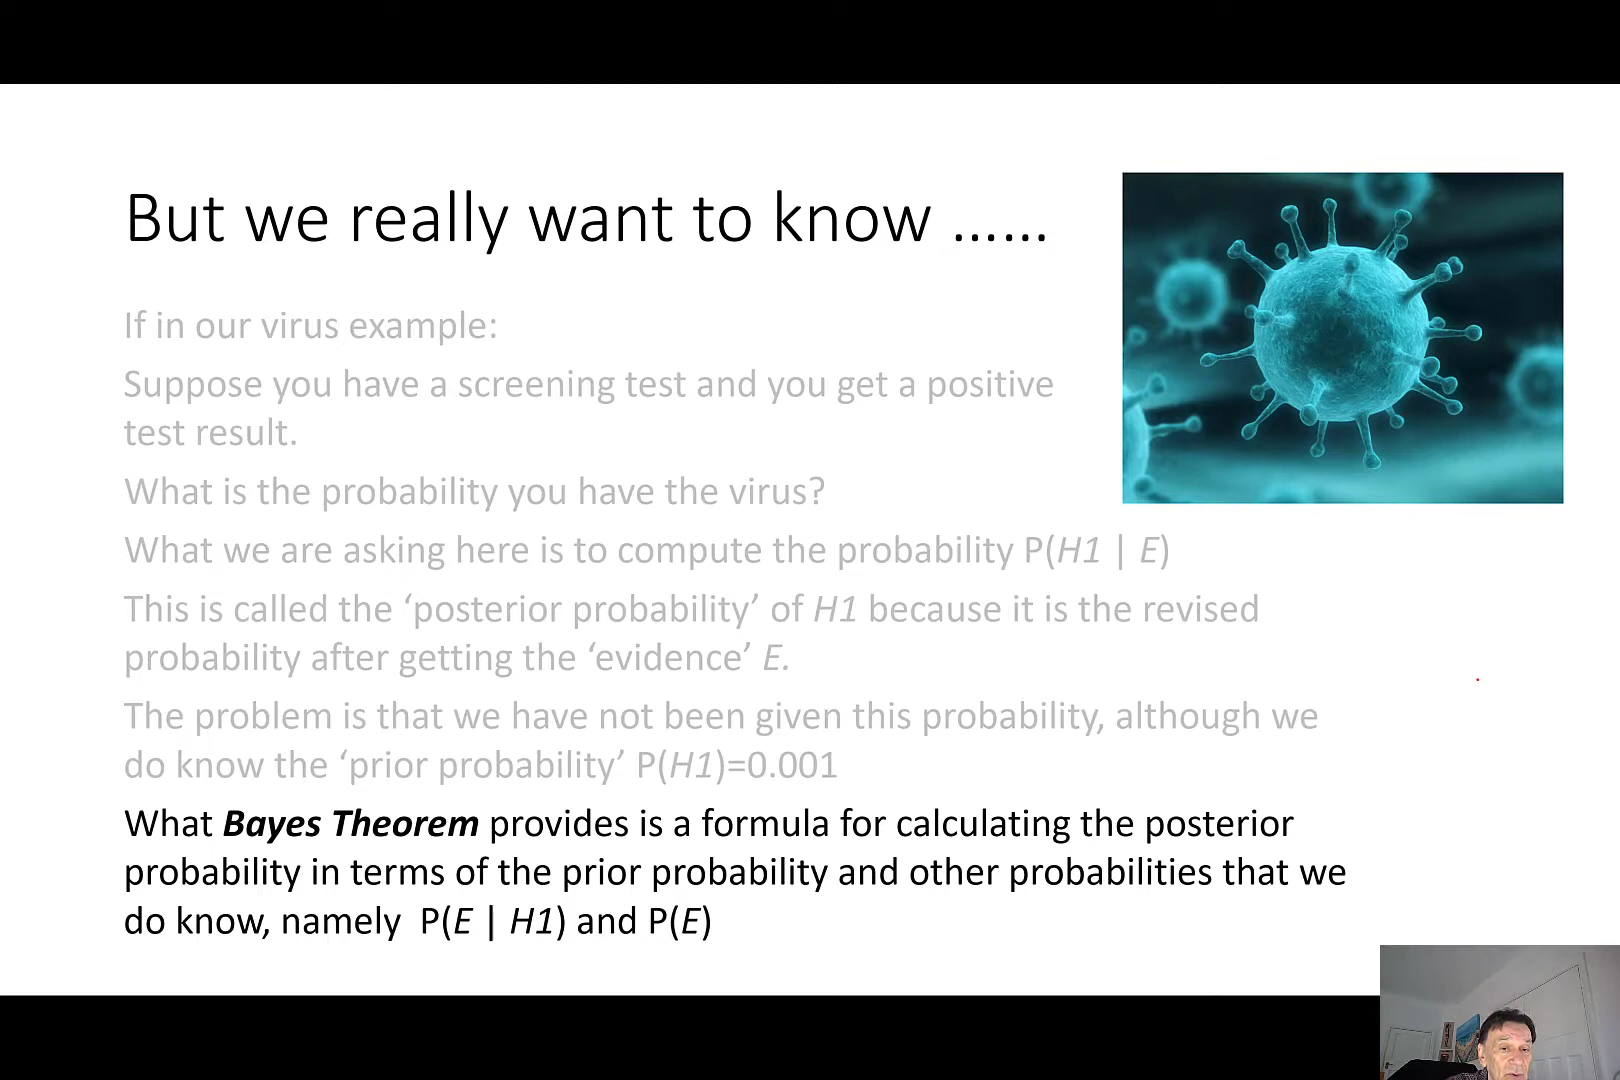 But we really want to know ......
If in our virus example:
Suppose you have a screening test and you get a positive
test result.
What is the probability you have the virus?
What we are asking here is to compute the probability P(H1 | E)
This is called the ‘posterior probability’ of H1 because it is the revised
probability after getting the ‘evidence’ E.
The problem is that we have not been given this probability, although we
do know the ‘prior probability’ P(H1)=0.001
What Bayes Theorem provides is a formula for calculating the posterior
probability in terms of the prior probability and other probabilities that we
do know, namely P(E | H1) and P(E)